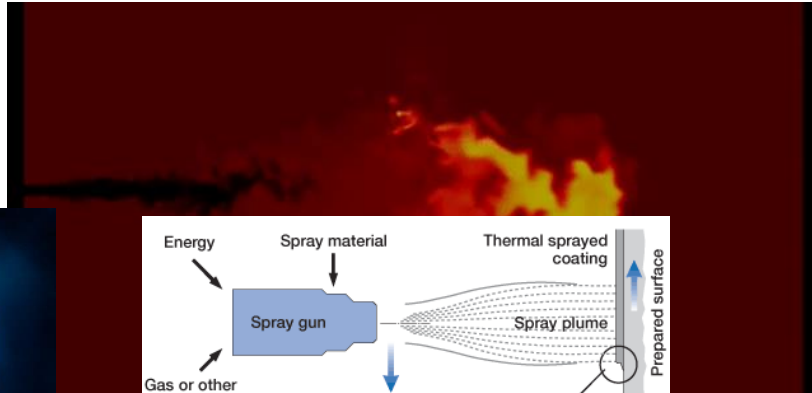 Energy
Spray material
Thermal sprayed
coating
Spray gun
Spray plume
Prepared surface
Gas or other